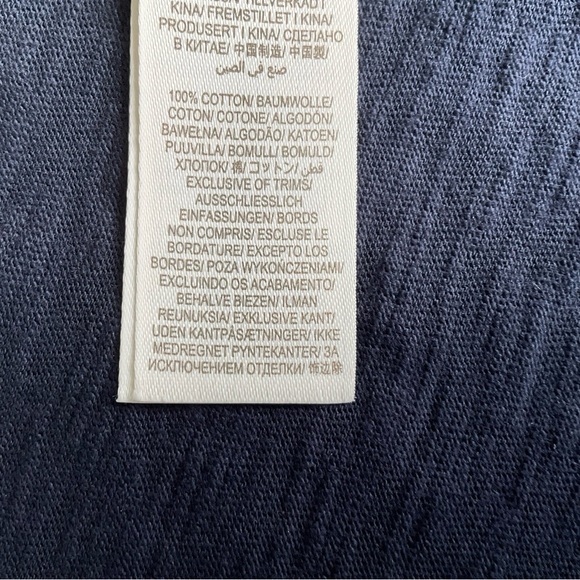 TILLVERKAD I
KINA/ FREMSTILLET I KINA/
PRODUSERT I KINA/ СДЕЛАНО
В КИТАЕ/ 中国制造/ 中国製/
صنع في الصين
100% COTTON/ BAUMWOLLE/
COTON/ COTONE/ ALGODÓN/
BAWEŁNA/ ALGODÃO/ KATOEN/
PUUVILLA/ BOMULL/ BOMULD/
ХЛОПОК/ 棉/ コットン/ قطن/
EXCLUSIVE OF TRIMS/
AUSSCHLIESSLICH
EINFASSUNGEN/ BORDS
NON COMPRIS/ ESCLUSE LE
BORDATURE/ EXCEPTO LOS
BORDES/ POZA WYKOŃCZENIAMI/
EXCLUINDO OS ACABAMENTO/
BEHALVE BIEZEN/ ILMAN
REUNUKSIA/ EXKLUSIVE KANT/
UDEN KANTPÅSÆTNINGER/ IKKE
MEDREGNET PYNTEKANTER/ ЗА
ИСКЛЮЧЕНИЕМ ОТДЕЛКИ/ 饰边除